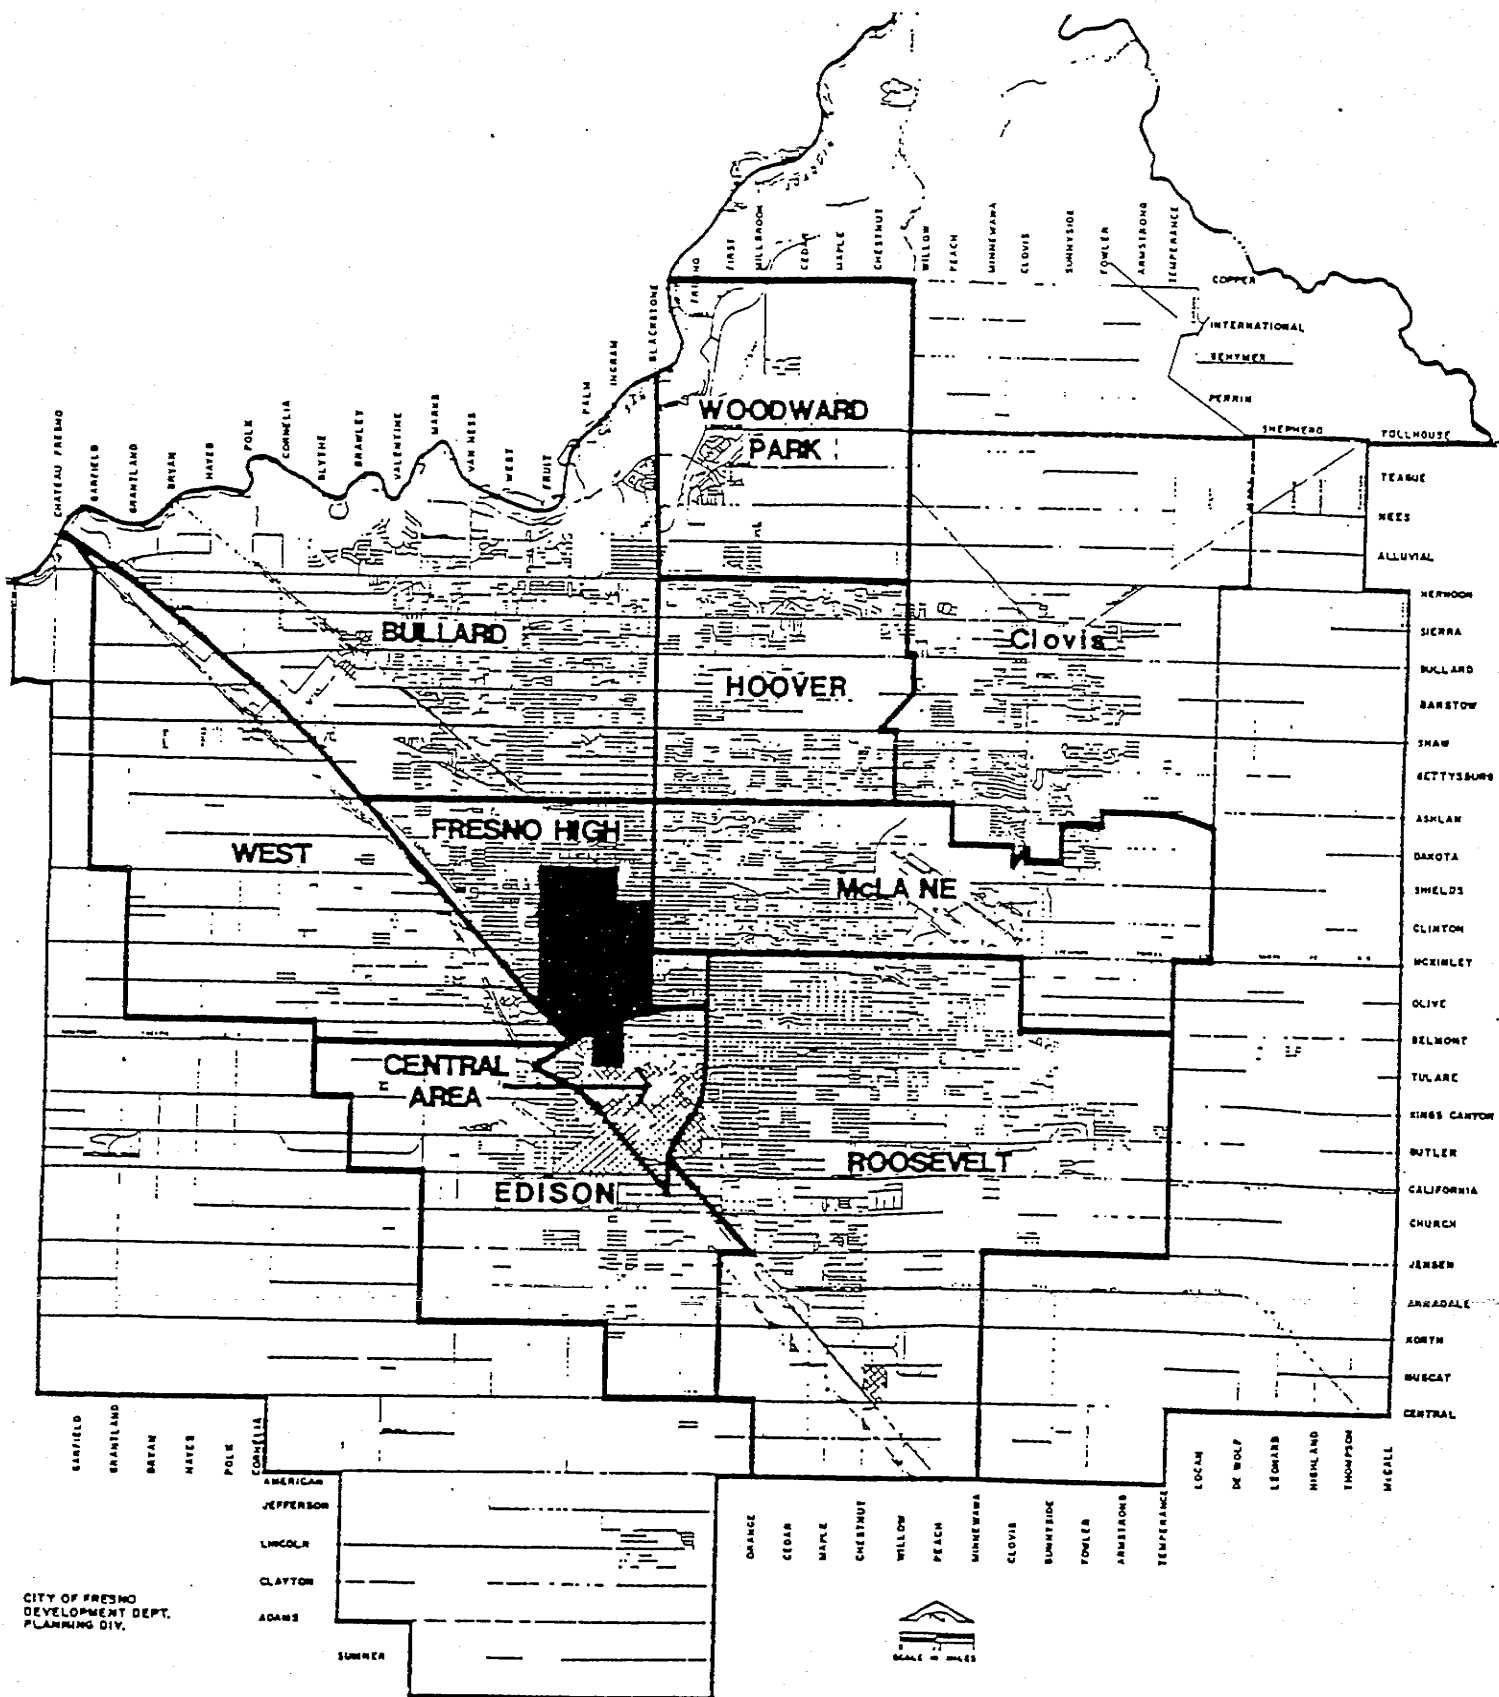 FRIANT
FIRST
MILLBROOK
CEDAR
MAPLE
CHESTNUT
WILLOW
PEACH
MINNEWAWA
CLOVIS
SUNNYSIDE
FOWLER
ARMSTRONG
TEMPERANCE
COPPER
INTERNATIONAL
BEHYMER
PERRIN
SHEPHERD
TOLLHOUSE
TEAGUE
NEES
ALLUVIAL
HERNDON
SIERRA
BULLARD
BARSTOW
SHAW
GETTYSBURG
ASHLAN
DAKOTA
SHIELDS
CLINTON
MCKINLEY
OLIVE
BELMONT
TULARE
KINGS CANYON
BUTLER
CALIFORNIA
CHURCH
JENSEN
ANNADALE
NORTH
MUSCAT
CENTRAL
CHATEAU FRESNO
GARFIELD
GRANTLAND
BRYAN
HAYES
POLK
CORNELIA
BLYTHE
BRAWLEY
VALENTINE
MARKS
VAN NESS
WEST
FRUIT
PALM
INGRAM
BLACKSTONE
WOODWARD
PARK
BULLARD
HOOVER
Clovis
FRESNO HIGH
WEST
McLANE
CENTRAL
AREA
ROOSEVELT
EDISON
GARFIELD
GRANTLAND
BRYAN
HAYES
POLK
CORNELIA
AMERICAN
JEFFERSON
LINCOLN
CLAYTON
ADAMS
SUMNER
ORANGE
CEDAR
MAPLE
CHESTNUT
WILLOW
PEACH
MINNEWAWA
CLOVIS
SUNNYSIDE
FOWLER
ARMSTRONG
TEMPERANCE
LOCAN
DE WOLF
LEONARD
HIGHLAND
THOMPSON
McCALL
CITY OF FRESNO
DEVELOPMENT DEPT.
PLANNING DIV.
SCALE IN MILES